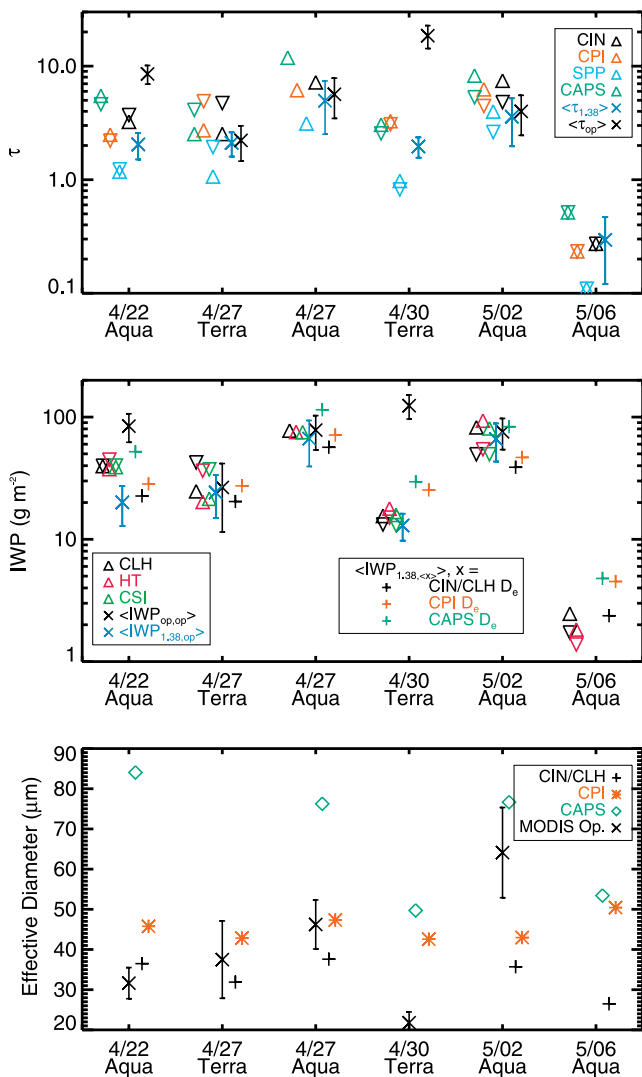 10.0
1.0
0.1
τ
CIN
CPI
SPP
CAPS
<τ1.38>
<τop>
4/22 4/27 4/27 4/30 5/02 5/06
Aqua Terra Aqua Terra Aqua Aqua
100
10
1
IWP (g m-2)
CLH
HT
CSI
<IWPop,op>
<IWP1.38,op>
<IWP1.38,<x>>, x =
CIN/CLH De
CPI De
CAPS De
4/22 4/27 4/27 4/30 5/02 5/06
Aqua Terra Aqua Terra Aqua Aqua
90
80
70
60
50
40
30
20
Effective Diameter (µm)
CIN/CLH
CPI
CAPS
MODIS Op.
4/22 4/27 4/27 4/30 5/02 5/06
Aqua Terra Aqua Terra Aqua Aqua